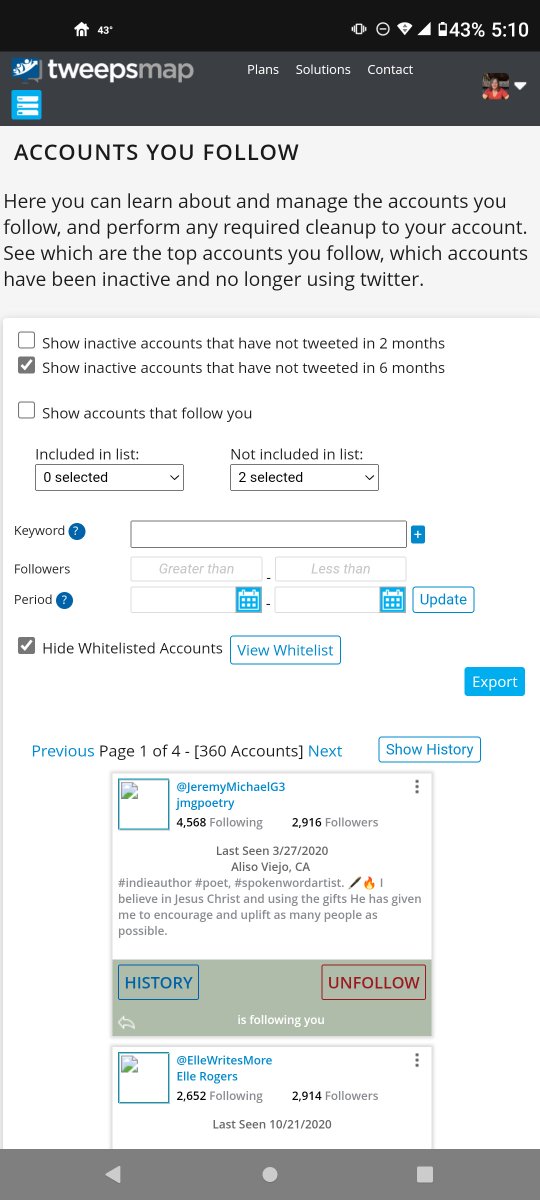 43°
43% 5:10
tweepsmap
Plans Solutions Contact
ACCOUNTS YOU FOLLOW
Here you can learn about and manage the accounts you
follow, and perform any required cleanup to your account.
See which are the top accounts you follow, which accounts
have been inactive and no longer using twitter.
Show inactive accounts that have not tweeted in 2 months
Show inactive accounts that have not tweeted in 6 months
Show accounts that follow you
Included in list: Not included in list:
0 selected 2 selected
Keyword ? +
Followers Greater than - Less than
Period ? - Update
Hide Whitelisted Accounts View Whitelist
Export
Previous Page 1 of 4 - [360 Accounts] Next Show History
@JeremyMichaelG3
jmgpoetry
4,568 Following 2,916 Followers
Last Seen 3/27/2020
Aliso Viejo, CA
#indieauthor #poet, #spokenwordartist. 🪶🔥 I
believe in Jesus Christ and using the gifts He has given
me to encourage and uplift as many people as
possible.
HISTORY UNFOLLOW
is following you
@ElleWritesMore
Elle Rogers
2,652 Following 2,914 Followers
Last Seen 10/21/2020